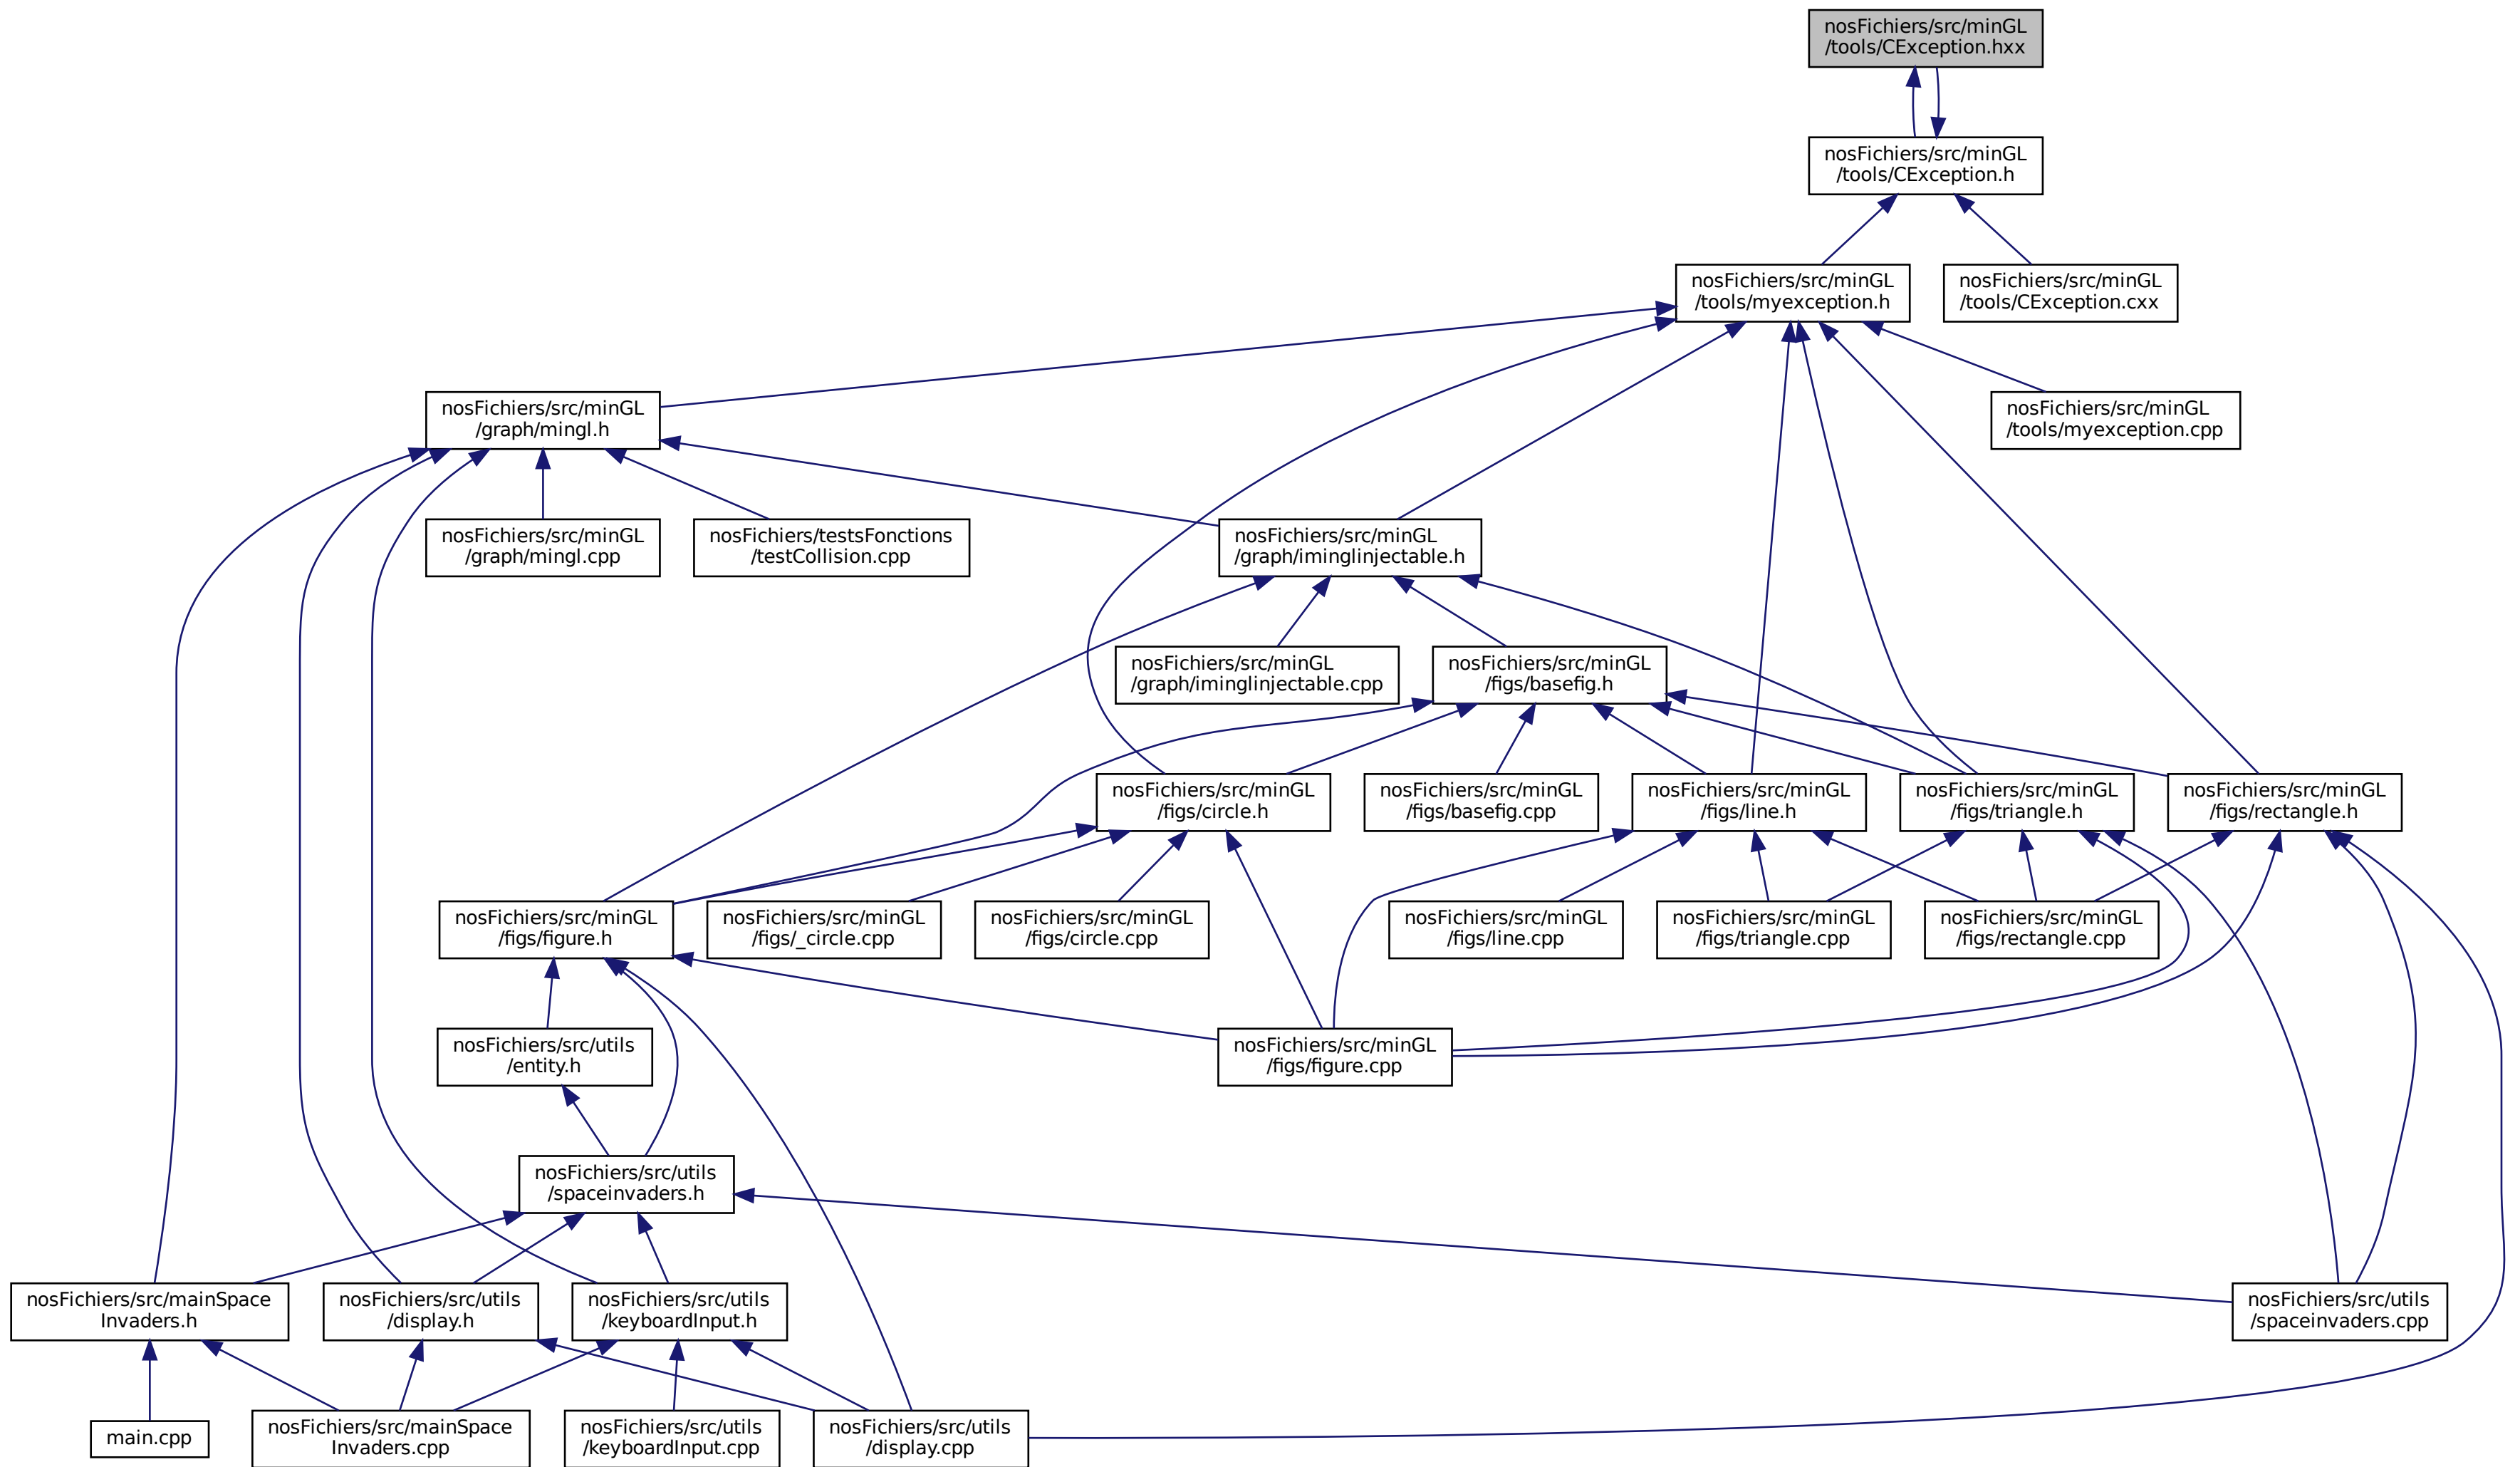 nosFichiers/src/minGL
/tools/CException.hxx
nosFichiers/src/minGL
/tools/CException.h
nosFichiers/src/minGL
/tools/myexception.h
nosFichiers/src/minGL
/tools/CException.cxx
nosFichiers/src/minGL
/graph/mingl.h
nosFichiers/src/minGL
/tools/myexception.cpp
nosFichiers/src/minGL
/graph/mingl.cpp
nosFichiers/testsFonctions
/testCollision.cpp
nosFichiers/src/minGL
/graph/iminglinjectable.h
nosFichiers/src/minGL
/graph/iminglinjectable.cpp
nosFichiers/src/minGL
/figs/basefig.h
nosFichiers/src/minGL
/figs/circle.h
nosFichiers/src/minGL
/figs/basefig.cpp
nosFichiers/src/minGL
/figs/line.h
nosFichiers/src/minGL
/figs/triangle.h
nosFichiers/src/minGL
/figs/rectangle.h
nosFichiers/src/minGL
/figs/figure.h
nosFichiers/src/minGL
/figs/_circle.cpp
nosFichiers/src/minGL
/figs/circle.cpp
nosFichiers/src/minGL
/figs/line.cpp
nosFichiers/src/minGL
/figs/triangle.cpp
nosFichiers/src/minGL
/figs/rectangle.cpp
nosFichiers/src/utils
/entity.h
nosFichiers/src/minGL
/figs/figure.cpp
nosFichiers/src/utils
/spaceinvaders.h
nosFichiers/src/mainSpace
Invaders.h
nosFichiers/src/utils
/display.h
nosFichiers/src/utils
/keyboardInput.h
nosFichiers/src/utils
/spaceinvaders.cpp
main.cpp
nosFichiers/src/mainSpace
Invaders.cpp
nosFichiers/src/utils
/keyboardInput.cpp
nosFichiers/src/utils
/display.cpp